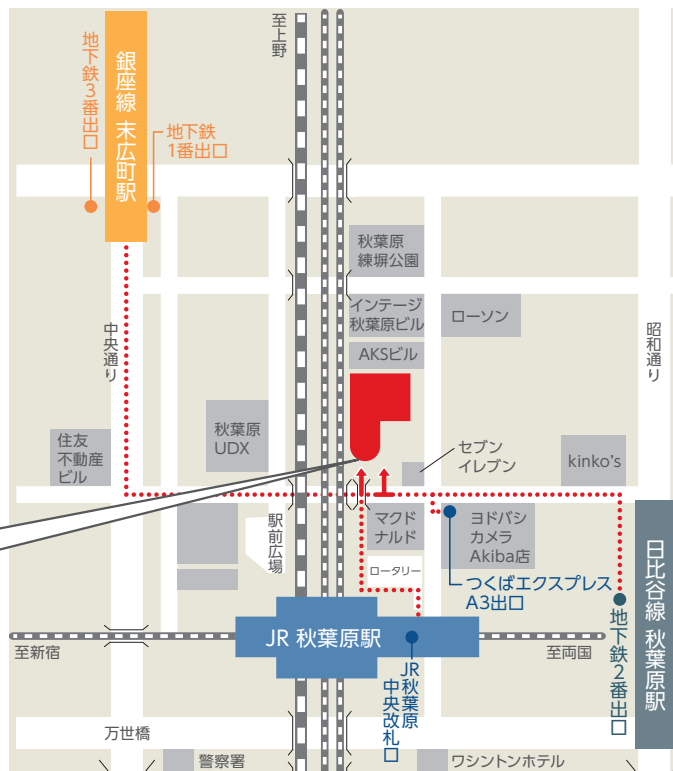 至上野
地下鉄3番出口
銀座線 末広町駅
地下鉄
1番出口
秋葉原
練塀公園
インテージ
秋葉原ビル
ローソン
AKSビル
中央通り
昭和通り
住友
不動産
ビル
秋葉原
UDX
セブン
イレブン
kinko's
駅前広場
マクド
ナルド
ヨドバシ
カメラ
Akiba店
ロータリー
つくばエクスプレス
A3出口
日比谷線 秋葉原駅
地下鉄2番出口
JR 秋葉原駅
至新宿
至両国
JR秋葉原
中央改札口
万世橋
警察署
ワシントンホテル